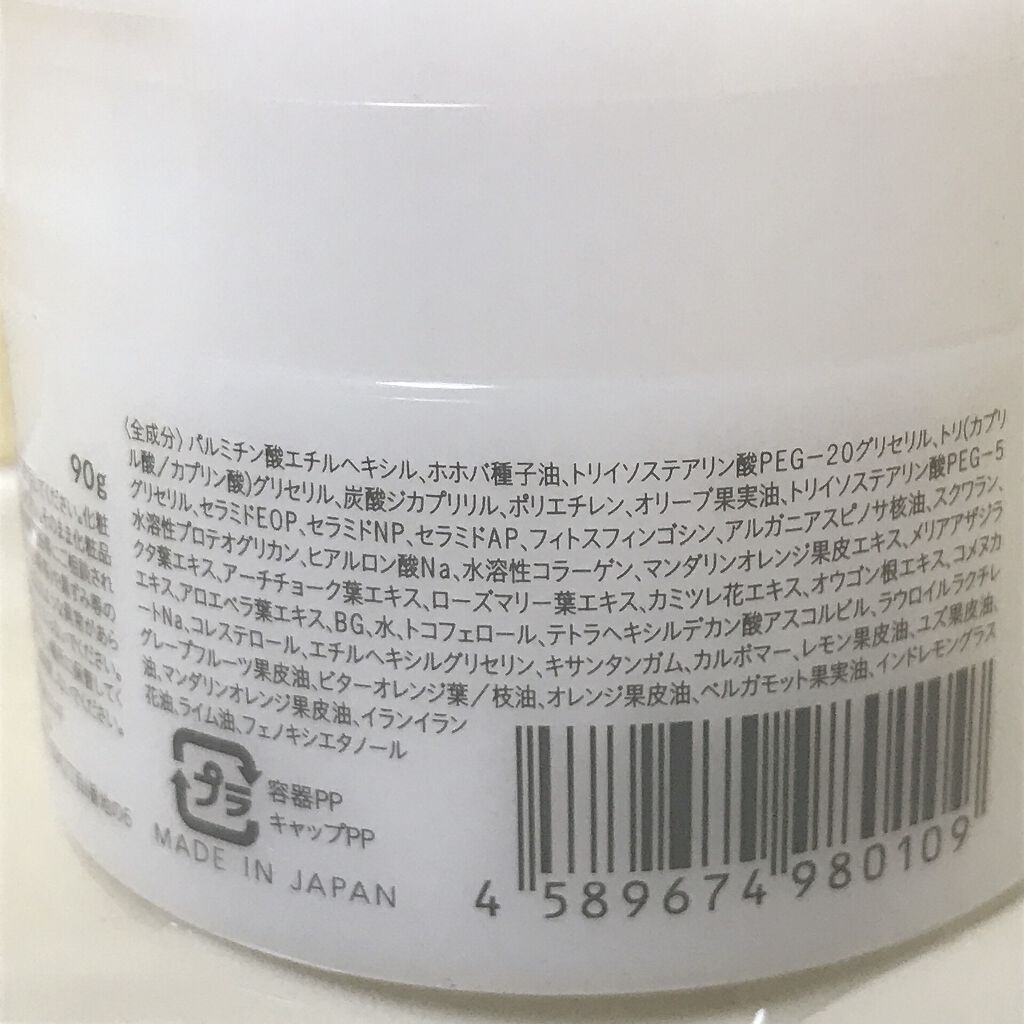 〈全成分〉パルミチン酸エチルヘキシル、ホホバ種子油、トリイソステアリン酸PEG-20グリセリル、トリ(カプリ
ル酸/カプリン酸)グリセリル、炭酸ジカプリリル、ポリエチレン、オリーブ果実油、トリイソステアリン酸PEG-5
グリセリル、セラミドEOP、セラミドNP、セラミドAP、フィトスフィンゴシン、アルガニアスピノサ核油、スクワラン、
水溶性プロテオグリカン、ヒアルロン酸Na、水溶性コラーゲン、マンダリンオレンジ果皮エキス、メリアアザジラ
クタ葉エキス、アーチチョーク葉エキス、ローズマリー葉エキス、カミツレ花エキス、オウゴン根エキス、コメヌカ
エキス、アロエベラ葉エキス、BG、水、トコフェロール、テトラヘキシルデカン酸アスコルビル、ラウロイルラクチレ
ートNa、コレステロール、エチルヘキシルグリセリン、キサンタンガム、カルボマー、レモン果皮油、ユズ果皮油、
グレープフルーツ果皮油、ビターオレンジ葉/枝油、オレンジ果皮油、ベルガモット果実油、インドレモングラス
油、マンダリンオレンジ果皮油、イランイラン
花油、ライム油、フェノキシエタノール
90g
ください。化粧
プラ
容器PP
キャップPP
MADE IN JAPAN
4 589674 980109